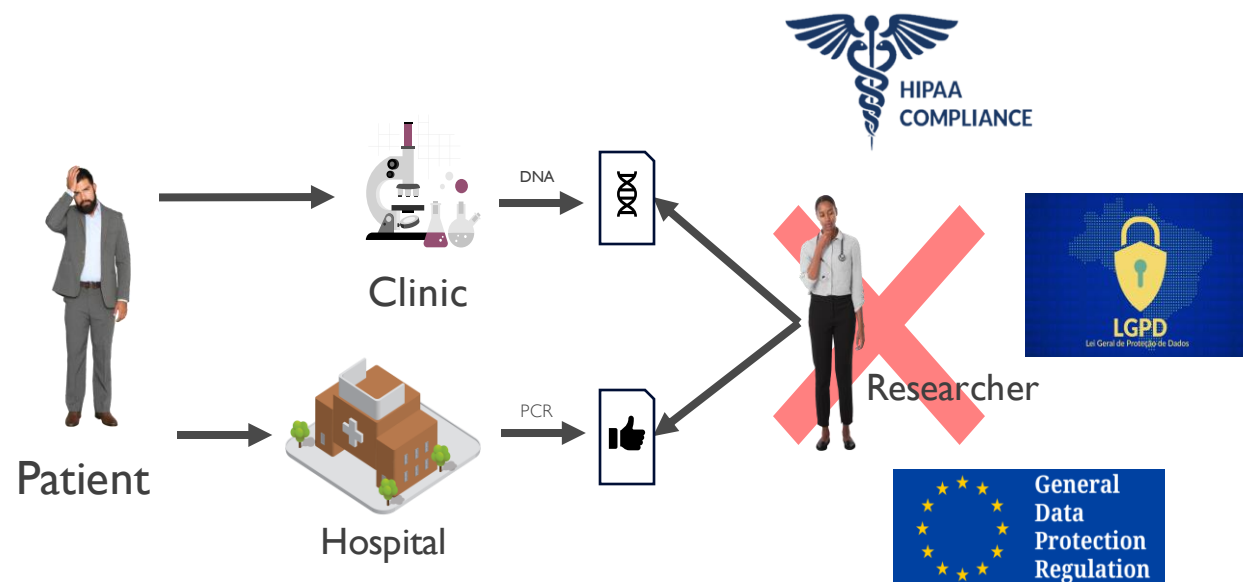 HIPAA
COMPLIANCE
DNA
Clinic
LGPD
Lei Geral de Proteção de Dados
Researcher
PCR
Patient
Hospital
General
Data
Protection
Regulation